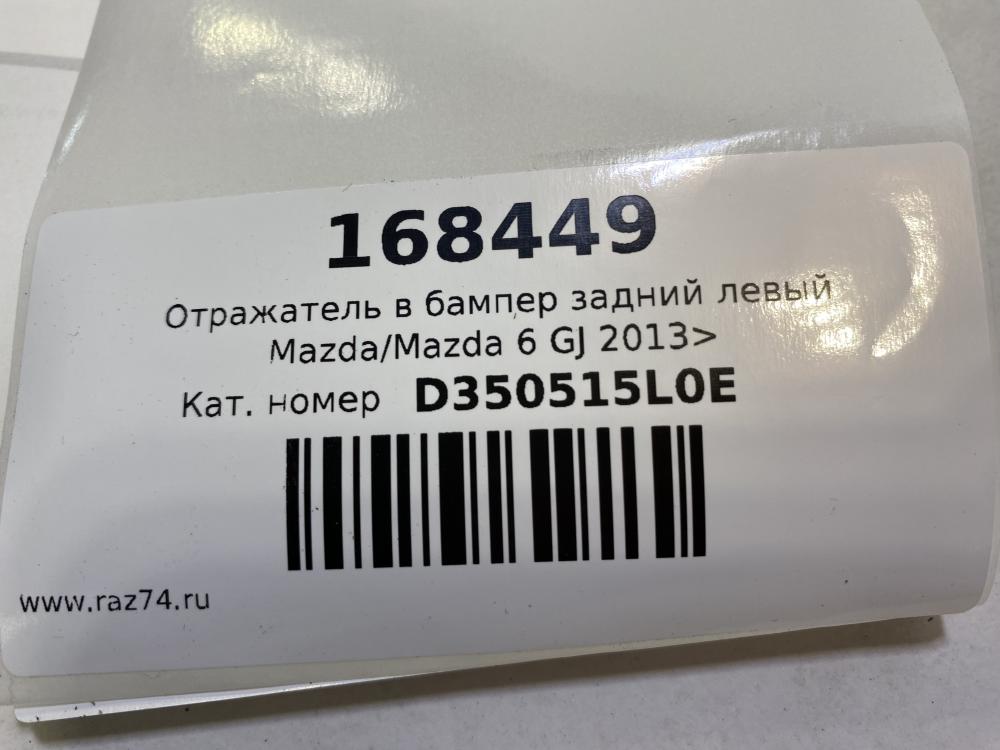 168449
Отражатель в бампер задний левый
Mazda/Mazda 6 GJ 2013>
Кат. номер D350515L0E
www.raz74.ru